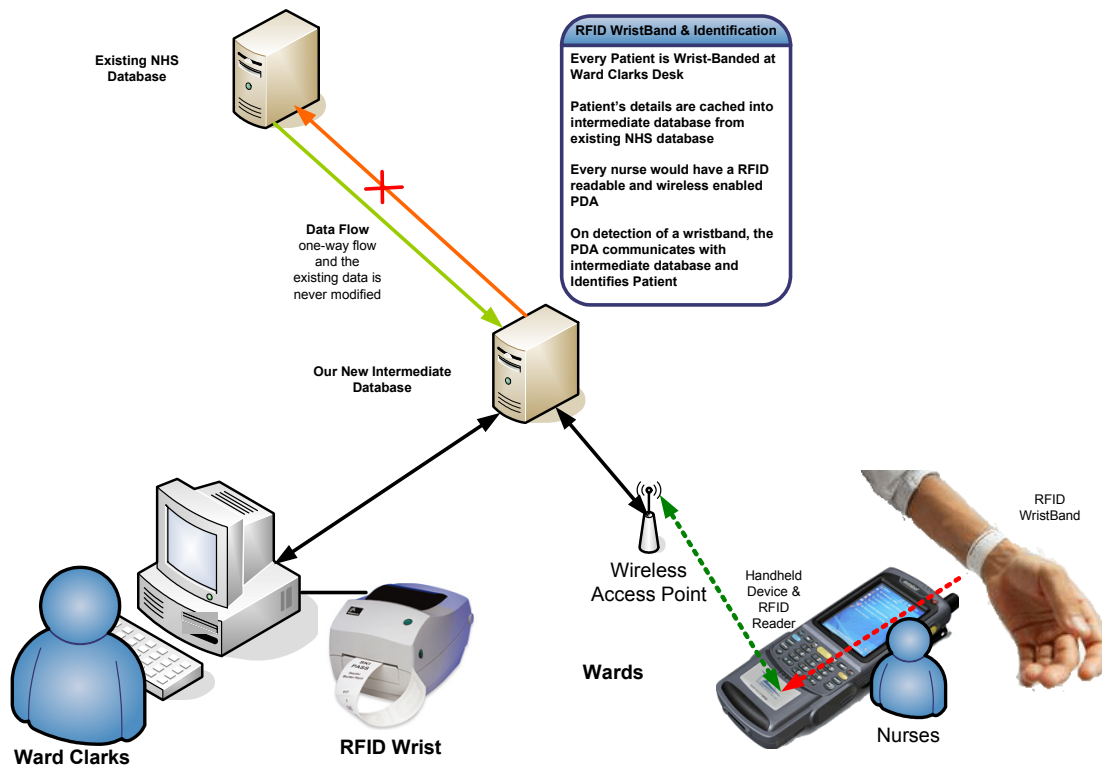 RFID WristBand & Identification
Every Patient is Wrist-Banded at
Ward Clarks Desk
Patient's details are cached into
intermediate database from
existing NHS database
Every nurse would have a RFID
readable and wireless enabled
PDA
On detection of a wristband, the
PDA communicates with
intermediate database and
Identifies Patient
Existing NHS
Database
Data Flow
one-way flow
and the
existing data is
never modified
Our New Intermediate
Database
RFID
WristBand
Wireless
Access Point
Handheld
Device &
RFID
Reader
Wards
SKI
PASS
Nurses
RFID Wrist
Ward Clarks